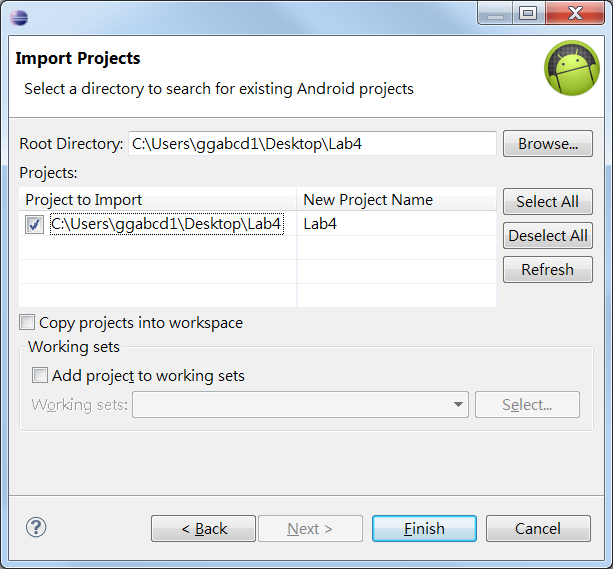 Import Projects
Select a directory to search for existing Android projects
Root Directory: C:\Users\ggabcd1\Desktop\Lab4 Browse...
Projects:
Project to Import New Project Name Select All
C:\Users\ggabcd1\Desktop\Lab4 Lab4
Deselect All
Refresh
Copy projects into workspace
Working sets
Add project to working sets
Working sets: Select...
? < Back Next > Finish Cancel